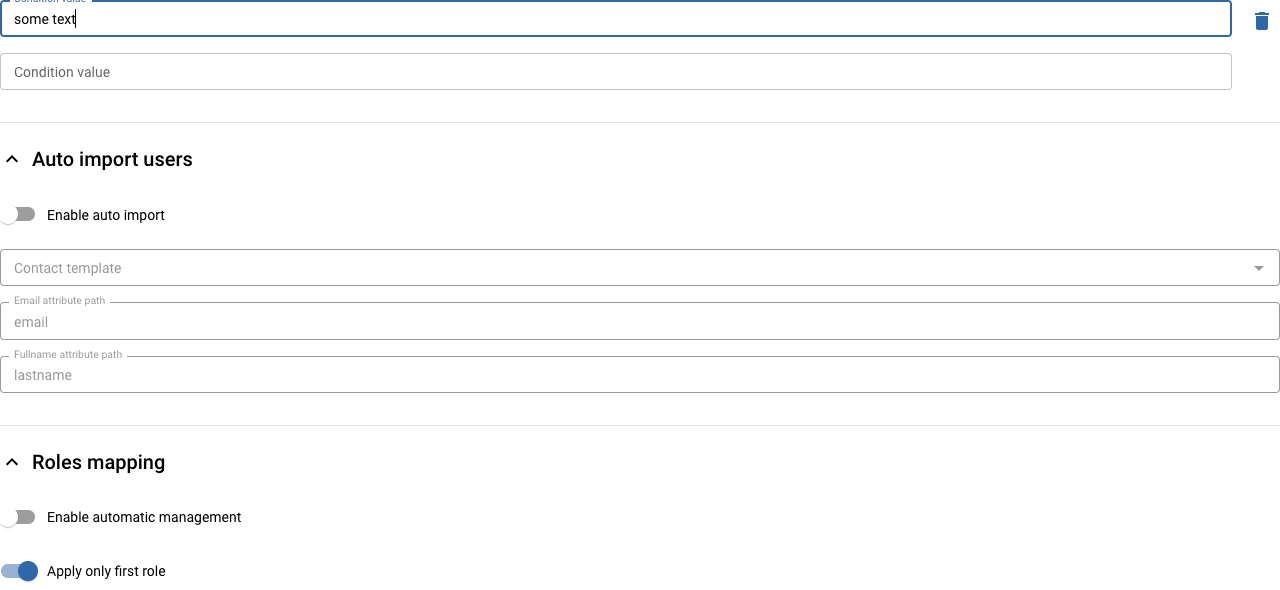 Condition value
some text
Condition value
Auto import users
Enable auto import
Contact template
Email attribute path
email
Fullname attribute path
lastname
Roles mapping
Enable automatic management
Apply only first role